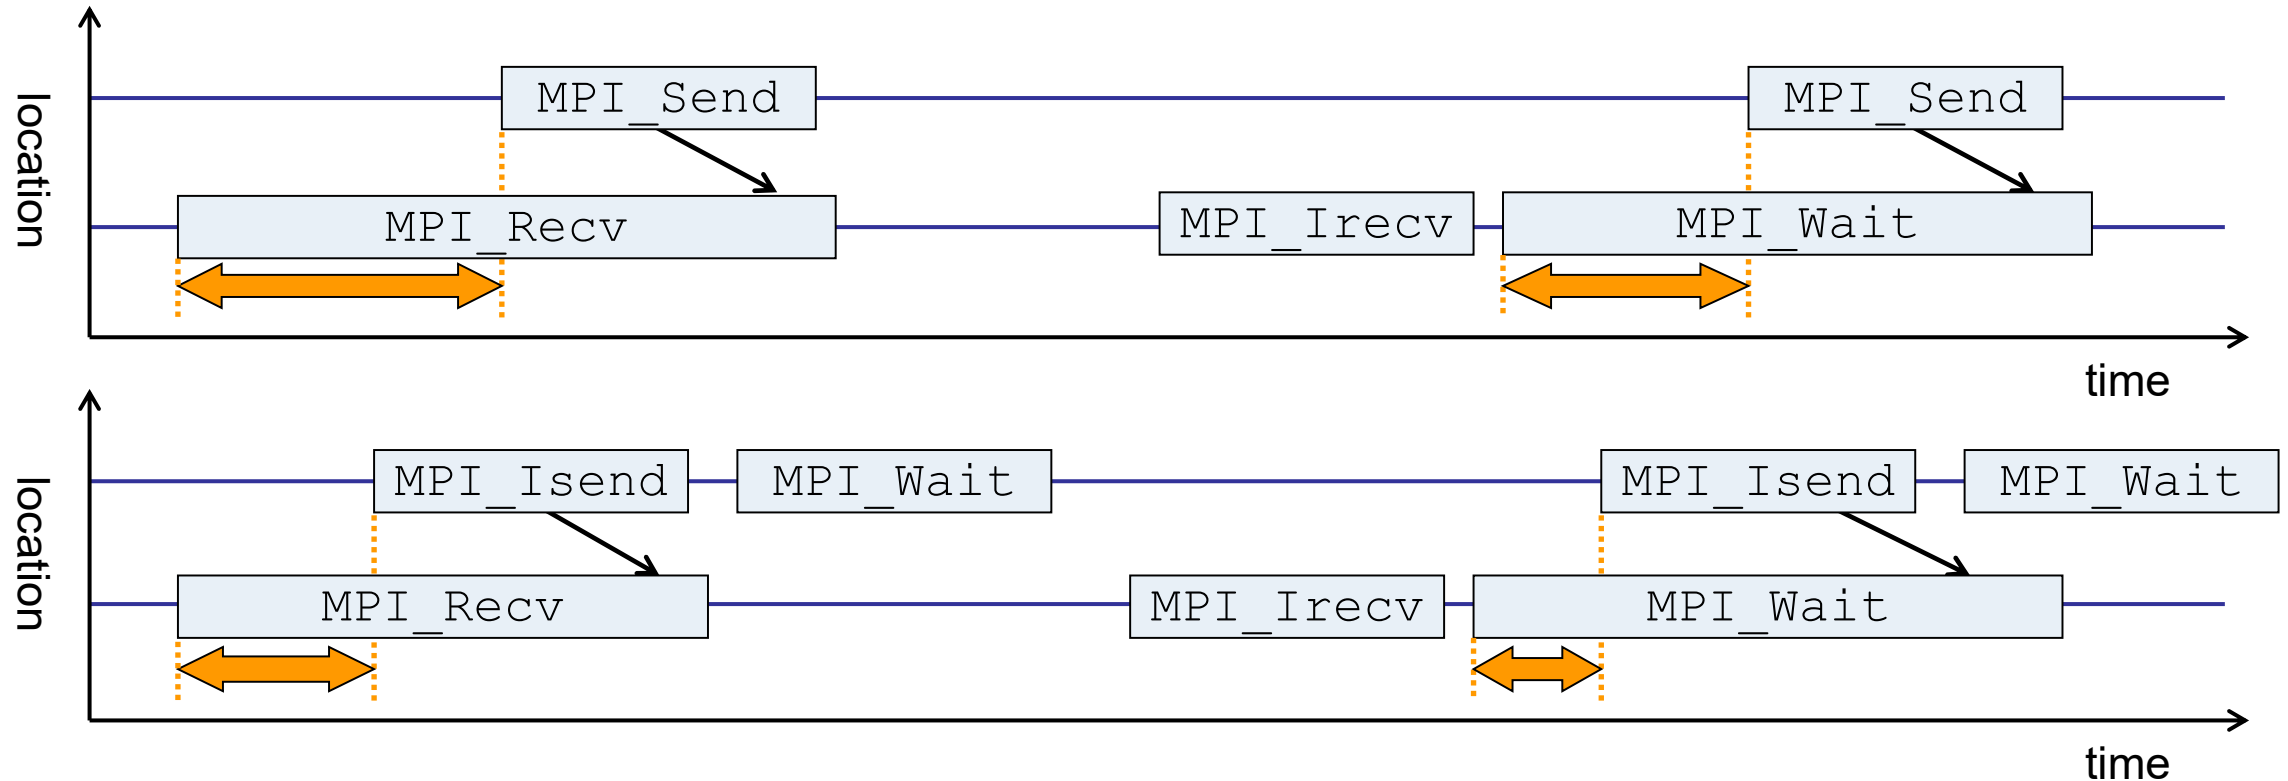 location
MPI_Send
MPI_Send
MPI_Recv
MPI_Irecv
MPI_Wait
time
location
MPI_Isend
MPI_Wait
MPI_Isend
MPI_Wait
MPI_Recv
MPI_Irecv
MPI_Wait
time